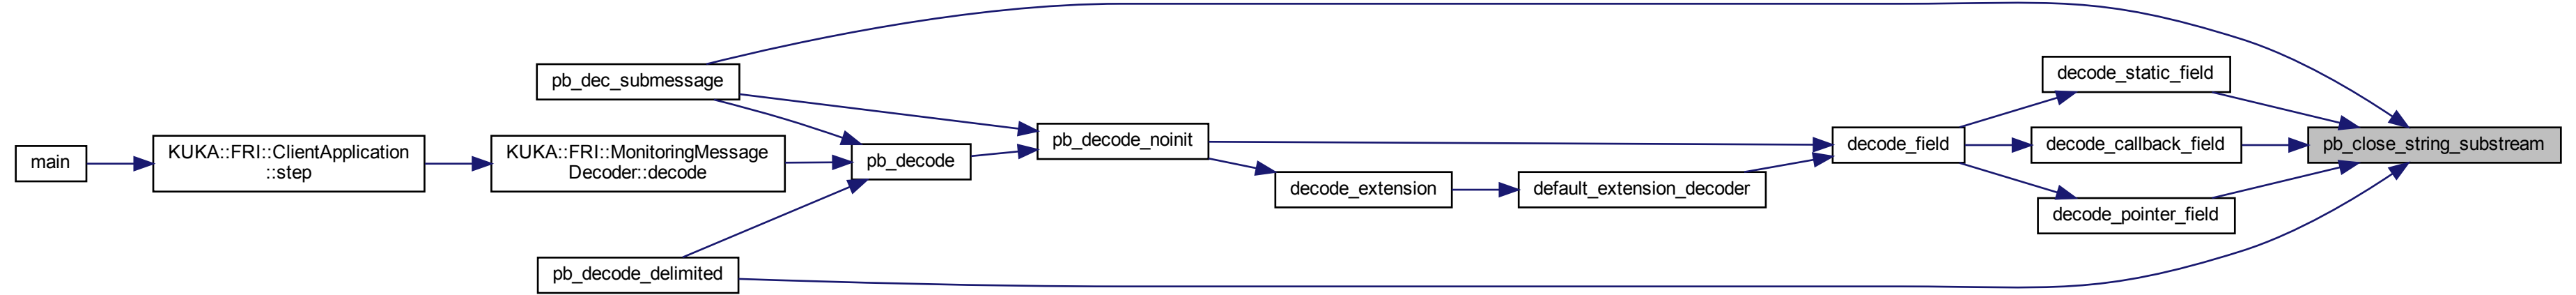 main
KUKA::FRI::ClientApplication
::step
KUKA::FRI::MonitoringMessage
Decoder::decode
pb_dec_submessage
pb_decode
pb_decode_delimited
pb_decode_noinit
decode_extension
default_extension_decoder
decode_field
decode_static_field
decode_callback_field
decode_pointer_field
pb_close_string_substream